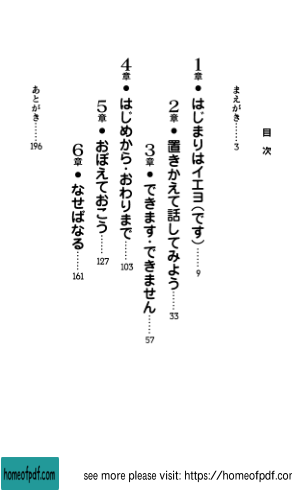 目次
まえがき……3
1章●はじまりはイエヨ（です）……9
2章●置きかえて話してみよう……33
3章●できます・できません……57
4章●はじめから・おわりまで……103
5章●おぼえておこう……127
6章●なせばなる……161
あとがき……196
homeofpdf.com
see more please visit: https://homeofpdf.com